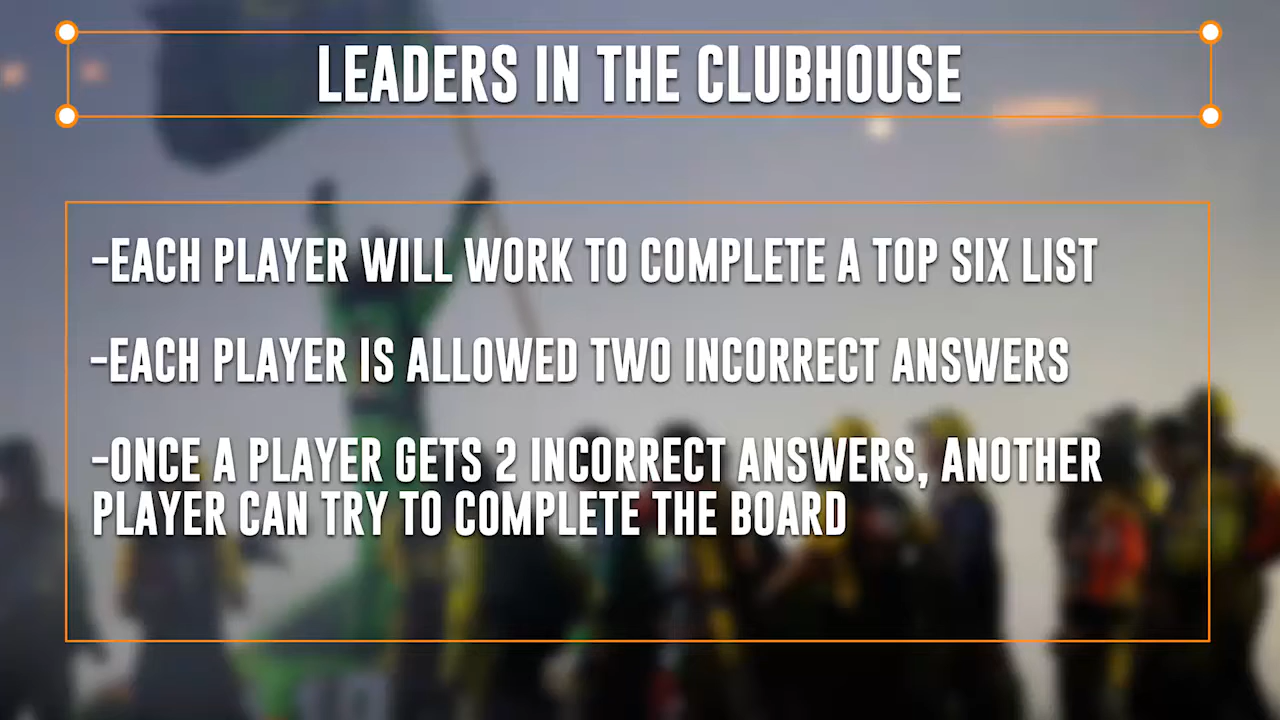 LEADERS IN THE CLUBHOUSE
-EACH PLAYER WILL WORK TO COMPLETE A TOP SIX LIST
-EACH PLAYER IS ALLOWED TWO INCORRECT ANSWERS
-ONCE A PLAYER GETS 2 INCORRECT ANSWERS, ANOTHER
PLAYER CAN TRY TO COMPLETE THE BOARD